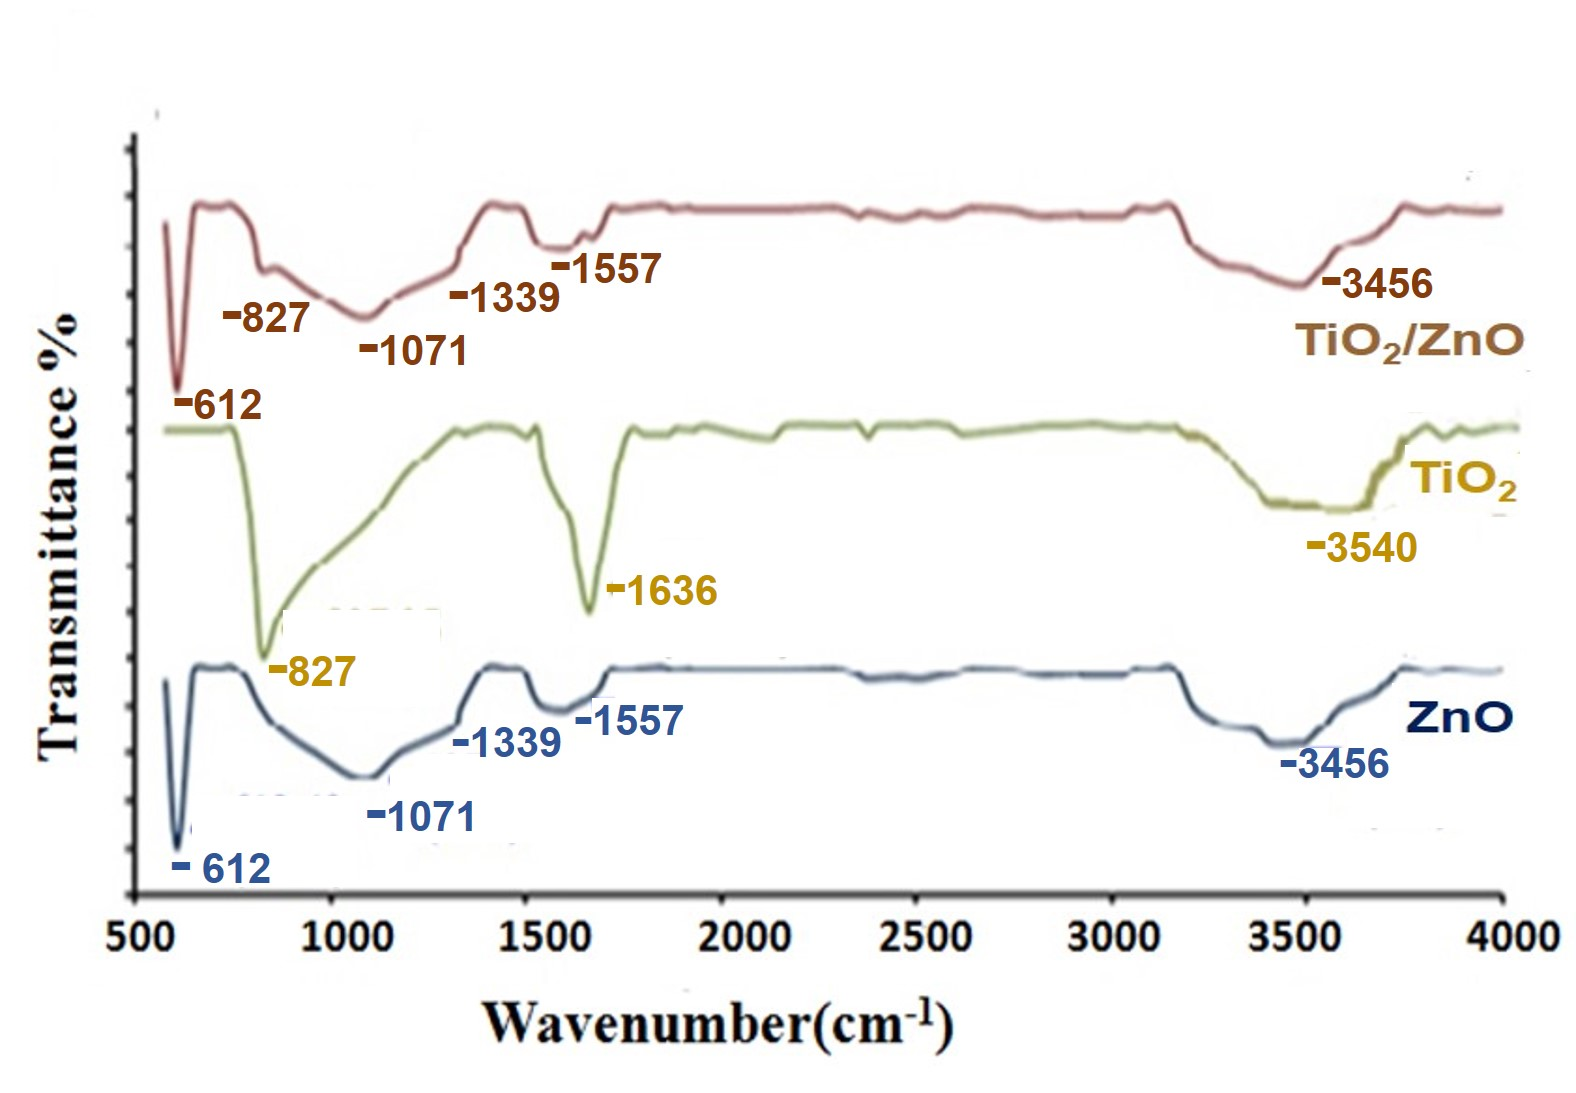 -3456
-1557
-1339
-827
-1071
TiO₂/ZnO
-612
TiO₂
-3540
-1636
-827
ZnO
-1557
-1339
-3456
-1071
- 612
Transmittance %
500 1000 1500 2000 2500 3000 3500 4000
Wavenumber(cm⁻¹)